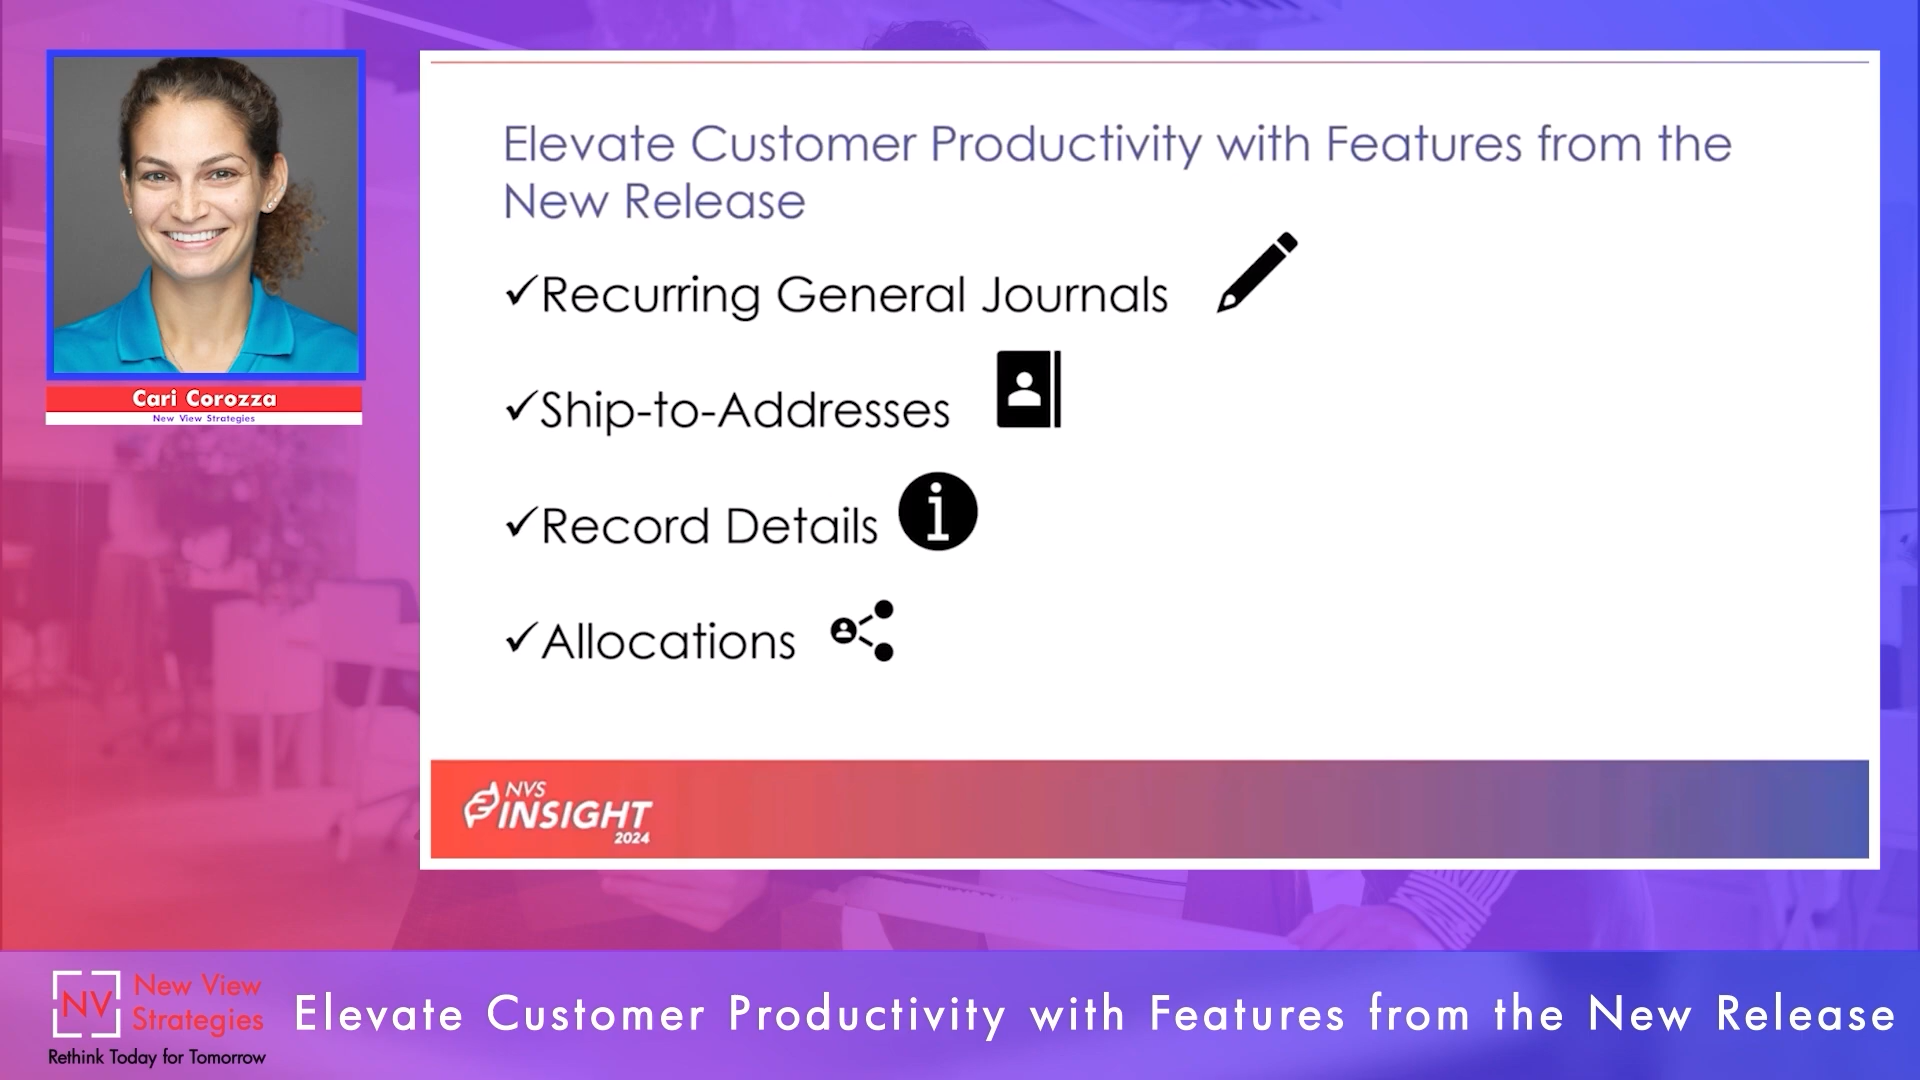 Cari Corozza
New View Strategies
Elevate Customer Productivity with Features from the
New Release
✓Recurring General Journals
✓Ship-to-Addresses
✓Record Details
i
✓Allocations
NVS
INSIGHT
2024
NV
New View
Strategies
Rethink Today for Tomorrow
Elevate Customer Productivity with Features from the New Release